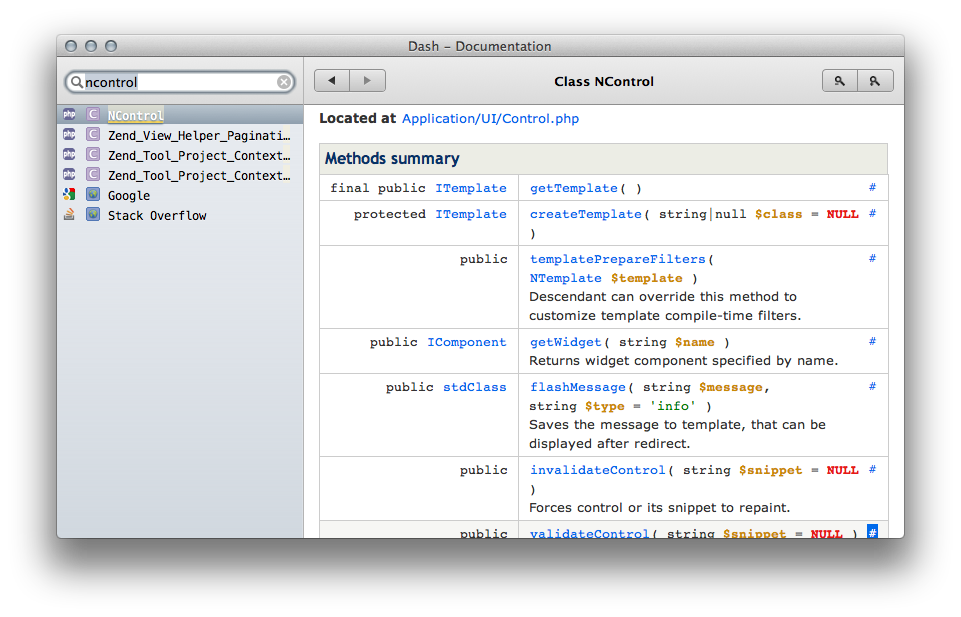 Dash – Documentation
ncontrol
Class NControl
php C NControl
php C Zend_View_Helper_Paginati...
php C Zend_Tool_Project_Context...
php C Zend_Tool_Project_Context...
Google
Stack Overflow
Located at Application/UI/Control.php
Methods summary
final public ITemplate getTemplate( ) #
protected ITemplate createTemplate( string|null $class = NULL #
)
public templatePrepareFilters( #
NTemplate $template )
Descendant can override this method to
customize template compile-time filters.
public IComponent getWidget( string $name ) #
Returns widget component specified by name.
public stdClass flashMessage( string $message, #
string $type = 'info' )
Saves the message to template, that can be
displayed after redirect.
public invalidateControl( string $snippet = NULL #
)
Forces control or its snippet to repaint.
public validateControl( string $snippet = NULL ) #